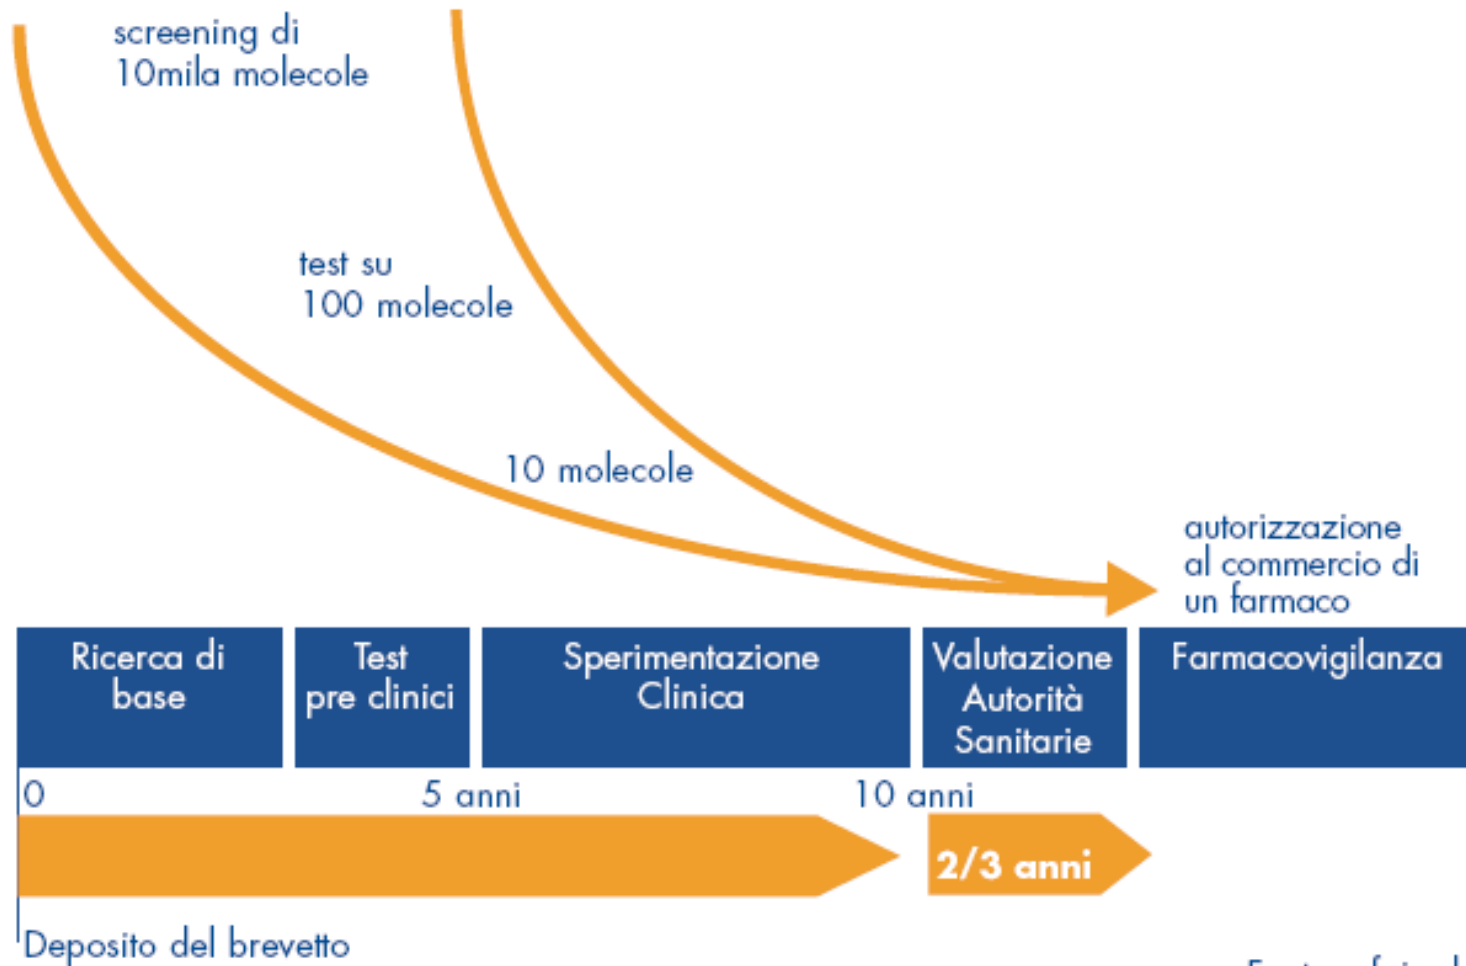 screening di
10mila molecole
test su
100 molecole
10 molecole
autorizzazione
al commercio di
un farmaco
Ricerca di
base
Test
pre clinici
Sperimentazione
Clinica
Valutazione
Autorità
Sanitarie
Farmacovigilanza
0
5 anni
10 anni
2/3 anni
Deposito del brevetto